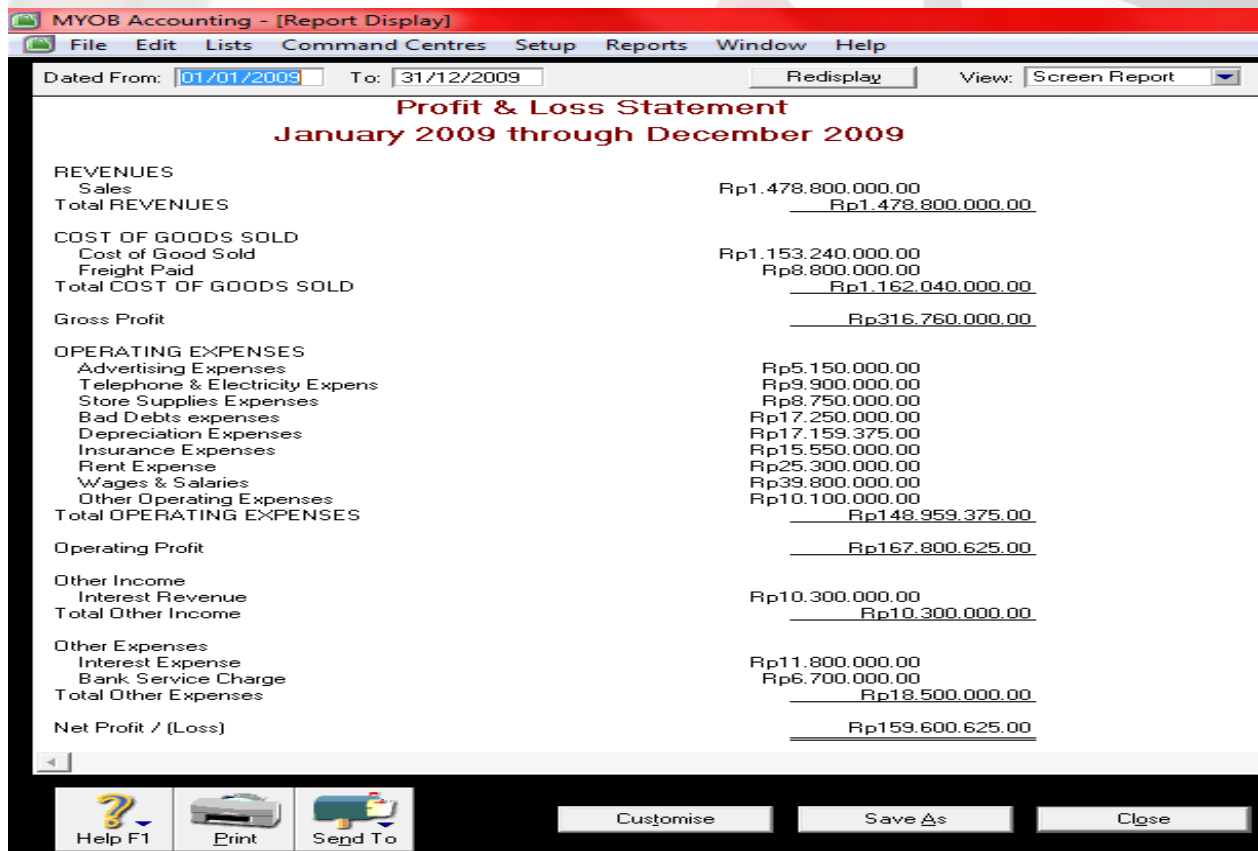 MYOB Accounting - [Report Display]
File Edit Lists Command Centres Setup Reports Window Help
Dated From: 01/01/2009 To: 31/12/2009 Redisplay View: Screen Report
Profit & Loss Statement
January 2009 through December 2009
REVENUES
Sales Rp1.478.800.000.00
Total REVENUES Rp1.478.800.000.00
COST OF GOODS SOLD
Cost of Good Sold Rp1.153.240.000.00
Freight Paid Rp8.800.000.00
Total COST OF GOODS SOLD Rp1.162.040.000.00
Gross Profit Rp316.760.000.00
OPERATING EXPENSES
Advertising Expenses Rp5.150.000.00
Telephone & Electricity Expens Rp9.900.000.00
Store Supplies Expenses Rp8.750.000.00
Bad Debts expenses Rp17.250.000.00
Depreciation Expenses Rp17.159.375.00
Insurance Expenses Rp15.550.000.00
Rent Expense Rp25.300.000.00
Wages & Salaries Rp39.800.000.00
Other Operating Expenses Rp10.100.000.00
Total OPERATING EXPENSES Rp148.959.375.00
Operating Profit Rp167.800.625.00
Other Income
Interest Revenue Rp10.300.000.00
Total Other Income Rp10.300.000.00
Other Expenses
Interest Expense Rp11.800.000.00
Bank Service Charge Rp6.700.000.00
Total Other Expenses Rp18.500.000.00
Net Profit / (Loss) Rp159.600.625.00
Help F1 Print Send To Customise Save As Close